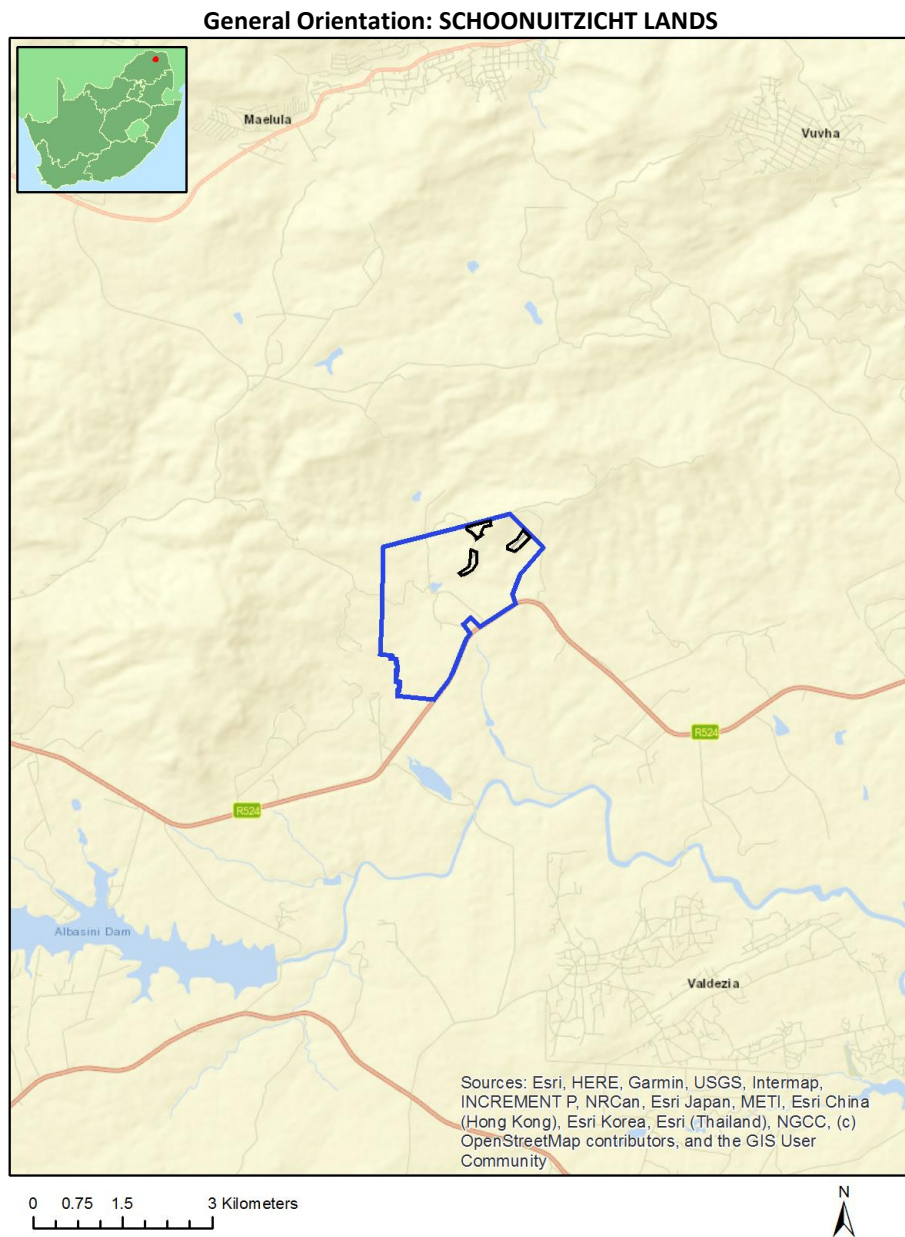 General Orientation: SCHOONUITZICHT LANDS
Maelula
Vuvha
R524
R524
Albasini Dam
Valdezia
Sources: Esri, HERE, Garmin, USGS, Intermap,
INCREMENT P, NRCan, Esri Japan, METI, Esri China
(Hong Kong), Esri Korea, Esri (Thailand), NGCC, (c)
OpenStreetMap contributors, and the GIS User
Community
0 0.75 1.5 3 Kilometers
N